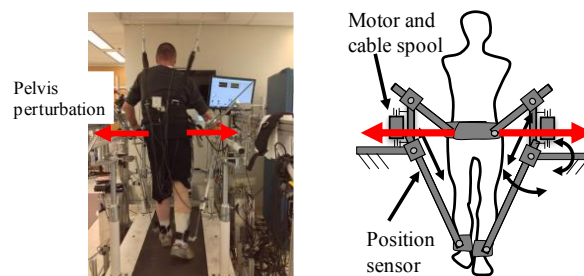 Motor and
cable spool
Pelvis
perturbation
Position
sensor